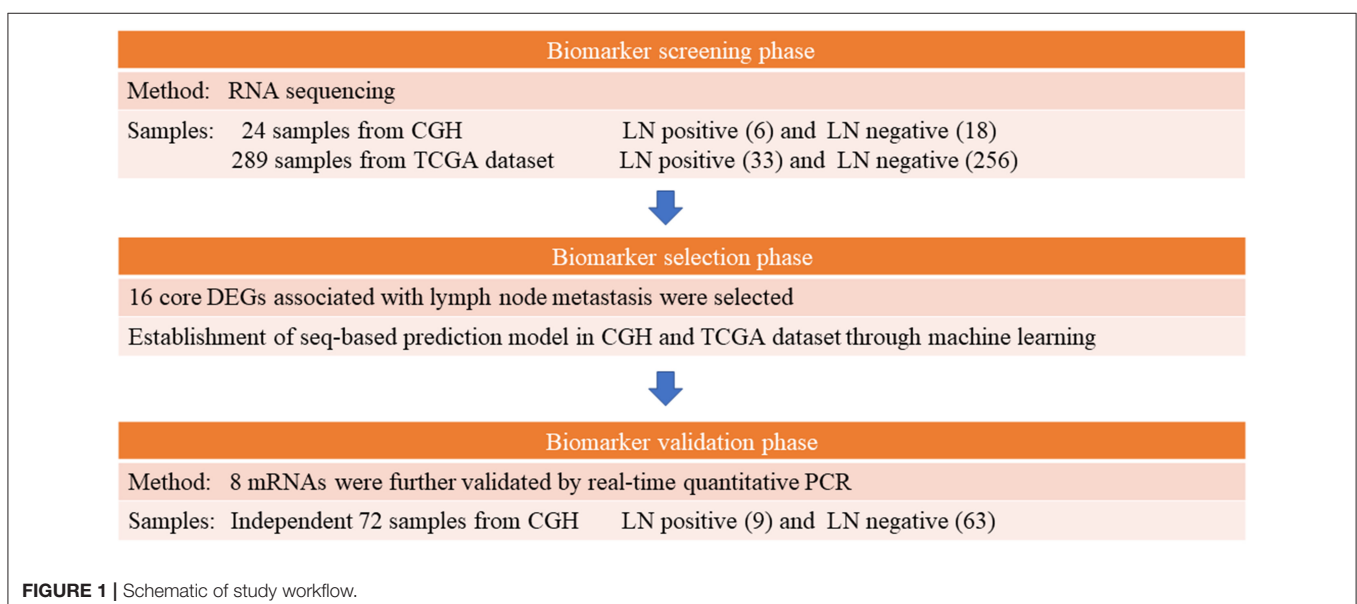 Biomarker screening phase
Method: RNA sequencing
Samples: 24 samples from CGH LN positive (6) and LN negative (18)
289 samples from TCGA dataset LN positive (33) and LN negative (256)
Biomarker selection phase
16 core DEGs associated with lymph node metastasis were selected
Establishment of seq-based prediction model in CGH and TCGA dataset through machine learning
Biomarker validation phase
Method: 8 mRNAs were further validated by real-time quantitative PCR
Samples: Independent 72 samples from CGH LN positive (9) and LN negative (63)
FIGURE 1 | Schematic of study workflow.